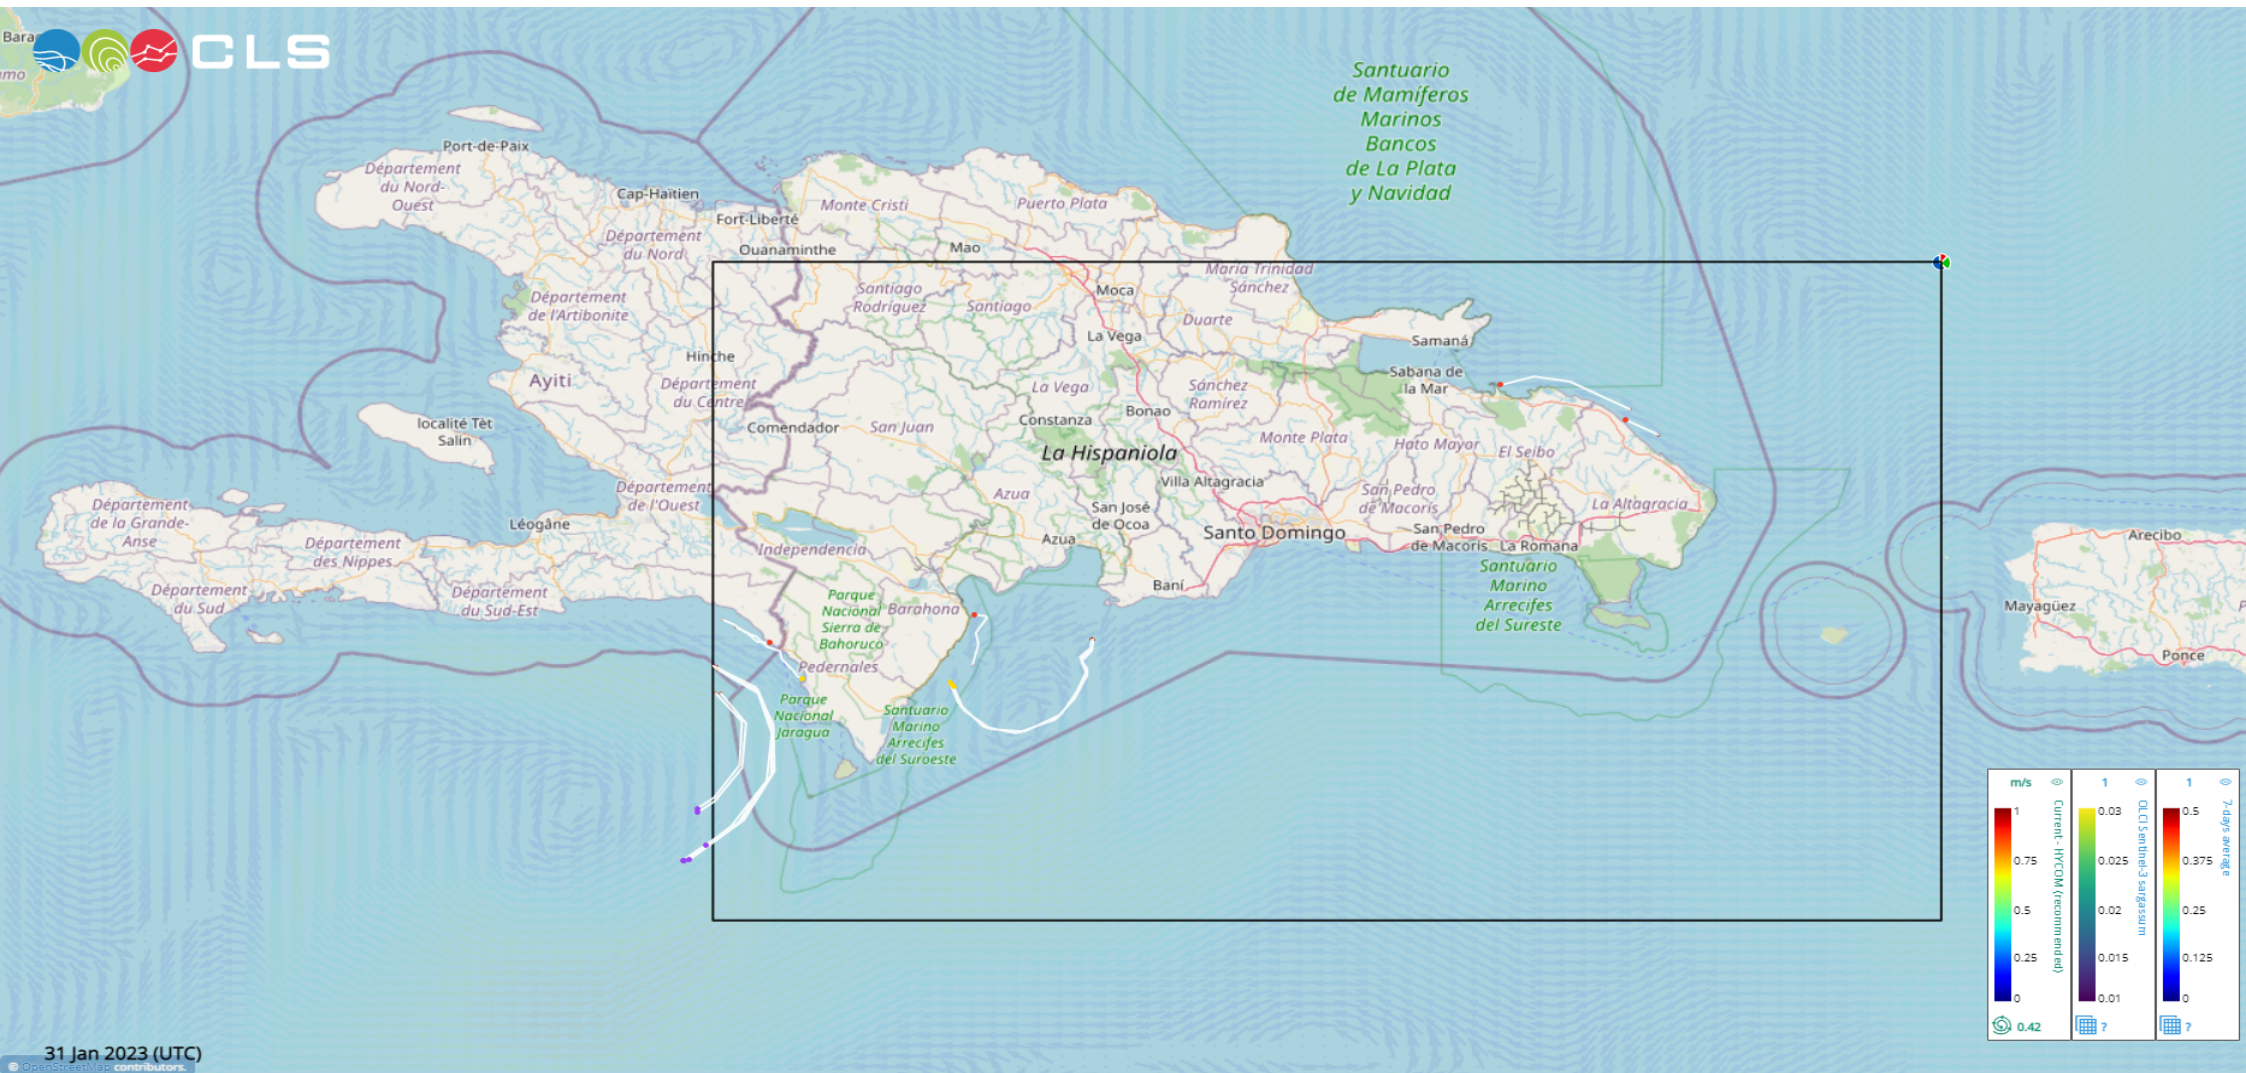 CLS
Santuario
de Mamíferos
Marinos
Bancos
de La Plata
y Navidad
Port-de-Paix
Département
du Nord-
Ouest
Cap-Haïtien
Fort-Liberté
Ouanaminthe
Monte Cristi
Puerto Plata
Département
du Nord
Mao
María Trinidad
Sánchez
Santiago
Rodríguez
Santiago
Moca
Duarte
Département
de l'Artibonite
La Vega
Samaná
Hinche
Ayiti
Département
du Centre
La Vega
Sánchez
Ramírez
Sabana de
la Mar
localité Tèt
Salin
Comendador
San Juan
Constanza
Bonao
Monte Plata
Hato Mayor
El Seibo
La Hispaniola
Villa Altagracia
Département
de l'Ouest
Azua
San Pedro
de Macorís
La Altagracia
Département
de la Grande-
Anse
Léogâne
San José
de Ocoa
Santo Domingo
San Pedro
de Macorís
La Romana
Arecibo
Département
des Nippes
Independencia
Azua
Santuario
Marino
Arrecifes
del Sureste
Département
du Sud
Département
du Sud-Est
Baní
Parque
Nacional
Sierra de
Bahoruco
Barahona
Mayagüez
Ponce
Pedernales
Parque
Nacional
Jaragua
Santuario
Marino
Arrecifes
del Suroeste
m/s
1
0.75
0.5
0.25
0
Current - HYCOM (recommended)
0.42
1
0.03
0.025
0.02
0.015
0.01
OLCI Sentinel-3 sargassum
?
1
0.5
0.375
0.25
0.125
0
7-days average
?
31 Jan 2023 (UTC)
© OpenStreetMap contributors.